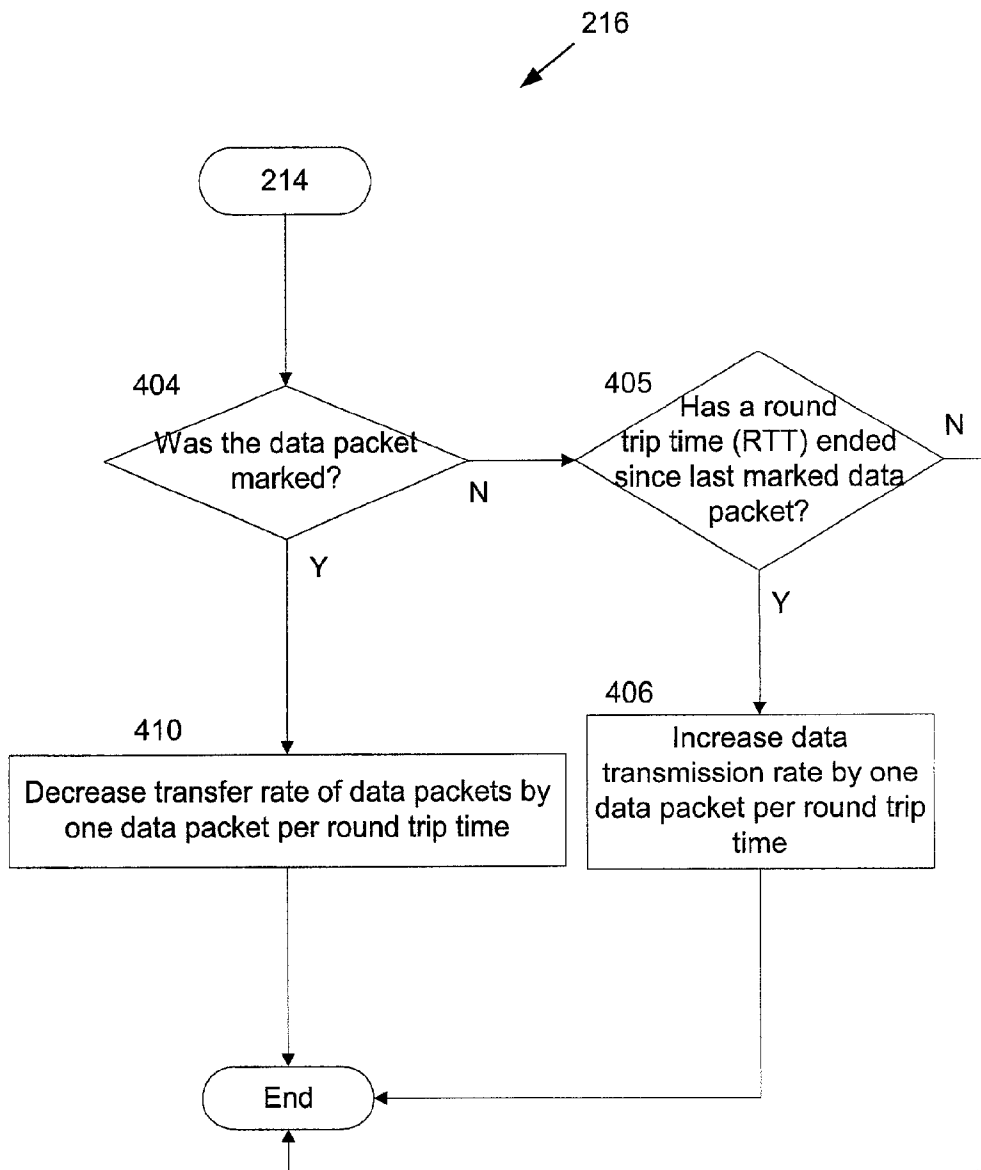 216
214
404
Was the data packet
marked?
N
Y
405
Has a round
trip time (RTT) ended
since last marked data
packet?
N
Y
410
Decrease transfer rate of data packets by
one data packet per round trip time
406
Increase data
transmission rate by one
data packet per round trip
time
End